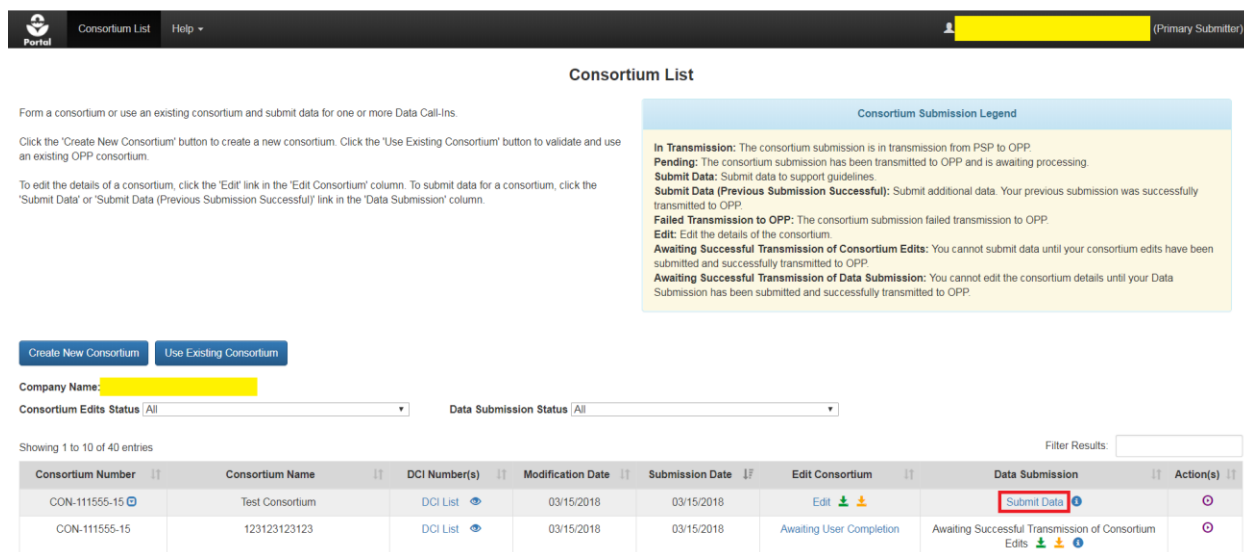 Portal
Consortium List
Help
(Primary Submitter)
Consortium List
Form a consortium or use an existing consortium and submit data for one or more Data Call-Ins.
Click the 'Create New Consortium' button to create a new consortium. Click the 'Use Existing Consortium' button to validate and use
an existing OPP consortium.
To edit the details of a consortium, click the 'Edit' link in the 'Edit Consortium' column. To submit data for a consortium, click the
'Submit Data' or 'Submit Data (Previous Submission Successful)' link in the 'Data Submission' column.
Consortium Submission Legend
In Transmission: The consortium submission is in transmission from PSP to OPP.
Pending: The consortium submission has been transmitted to OPP and is awaiting processing.
Submit Data: Submit data to support guidelines.
Submit Data (Previous Submission Successful): Submit additional data. Your previous submission was successfully
transmitted to OPP.
Failed Transmission to OPP: The consortium submission failed transmission to OPP.
Edit: Edit the details of the consortium.
Awaiting Successful Transmission of Consortium Edits: You cannot submit data until your consortium edits have been
submitted and successfully transmitted to OPP.
Awaiting Successful Transmission of Data Submission: You cannot edit the consortium details until your Data
Submission has been submitted and successfully transmitted to OPP.
Create New Consortium Use Existing Consortium
Company Name:
Consortium Edits Status All Data Submission Status All
Showing 1 to 10 of 40 entries Filter Results:
Consortium Number Consortium Name DCI Number(s) Modification Date Submission Date Edit Consortium Data Submission Action(s)
CON-111555-15 Test Consortium DCI List 03/15/2018 03/15/2018 Edit Submit Data
CON-111555-15 123123123123 DCI List 03/15/2018 03/15/2018 Awaiting User Completion Awaiting Successful Transmission of Consortium
Edits